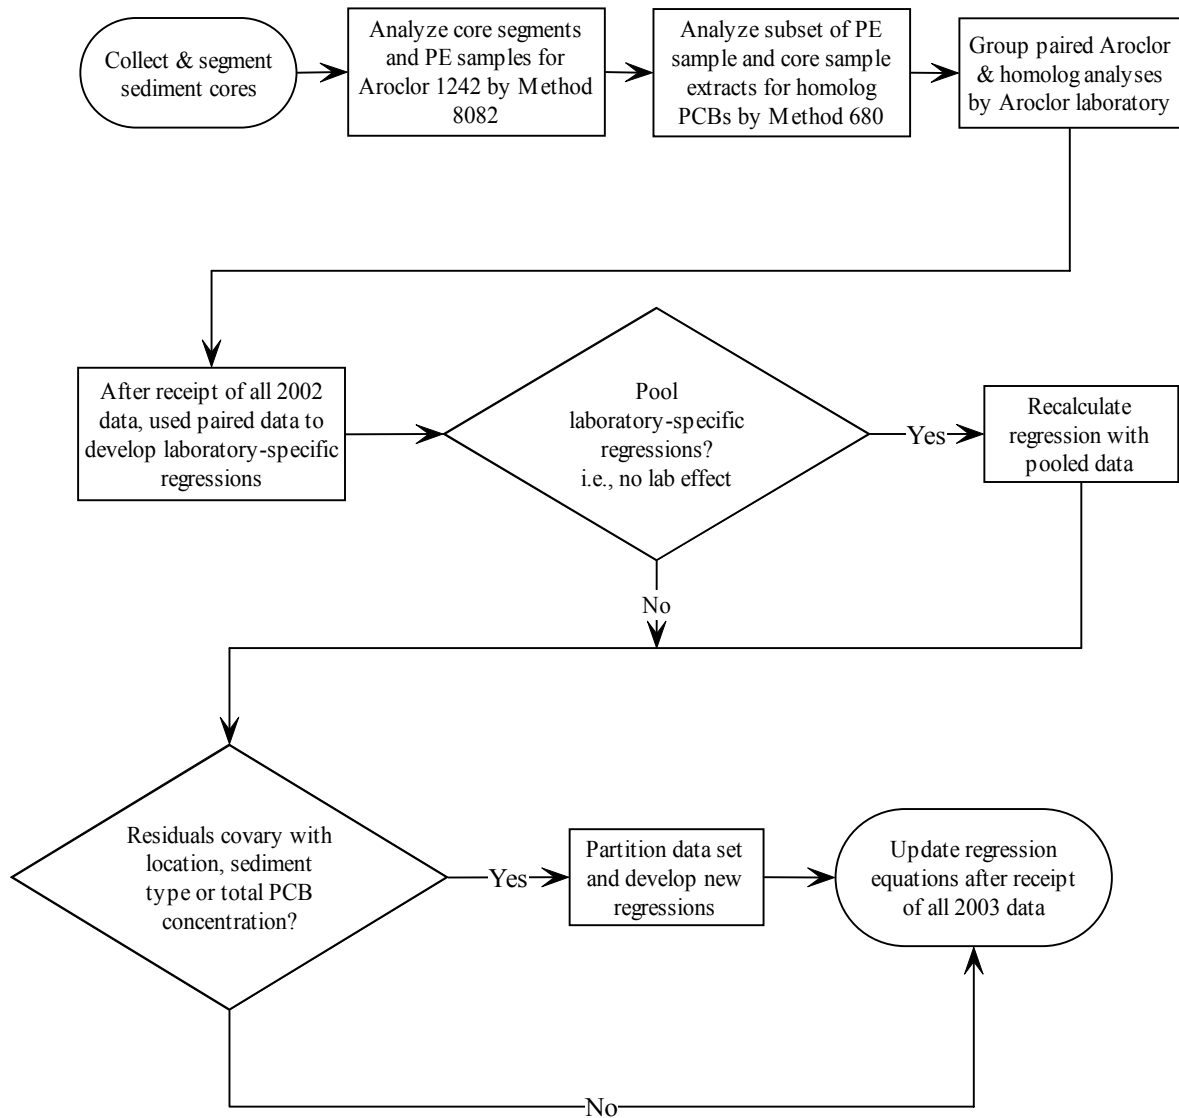 Collect & segment
sediment cores
Analyze core segments
and PE samples for
Aroclor 1242 by Method
8082
Analyze subset of PE
sample and core sample
extracts for homolog
PCBs by Method 680
Group paired Aroclor
& homolog analyses
by Aroclor laboratory
After receipt of all 2002
data, used paired data to
develop laboratory-specific
regressions
Pool
laboratory-specific
regressions?
i.e., no lab effect
Yes
Recalculate
regression with
pooled data
No
Residuals covary with
location, sediment
type or total PCB
concentration?
Yes
Partition data set
and develop new
regressions
Update regression
equations after receipt
of all 2003 data
No